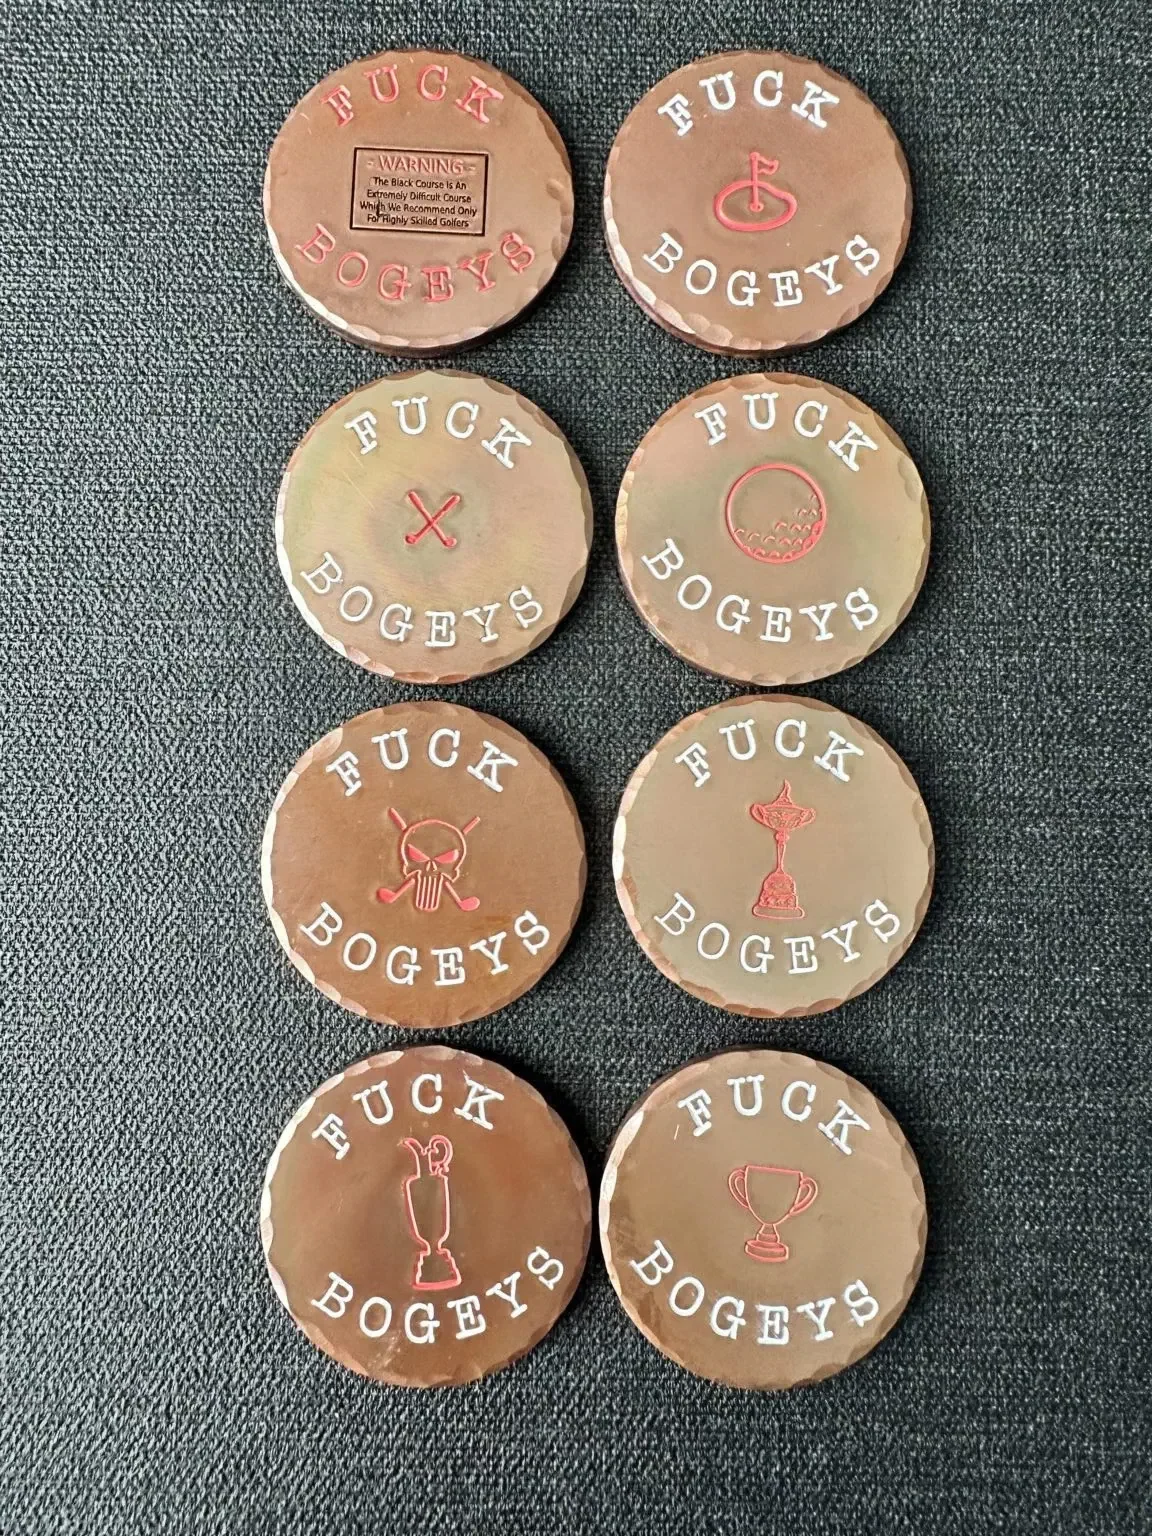 FUCK
- WARNING -
The Black Course Is An
Extremely Difficult Course
Which We Recommend Only
For Highly Skilled Golfers
BOGEYS
FUCK
BOGEYS
FUCK
BOGEYS
FUCK
BOGEYS
FUCK
BOGEYS
FUCK
BOGEYS
FUCK
BOGEYS
FUCK
BOGEYS